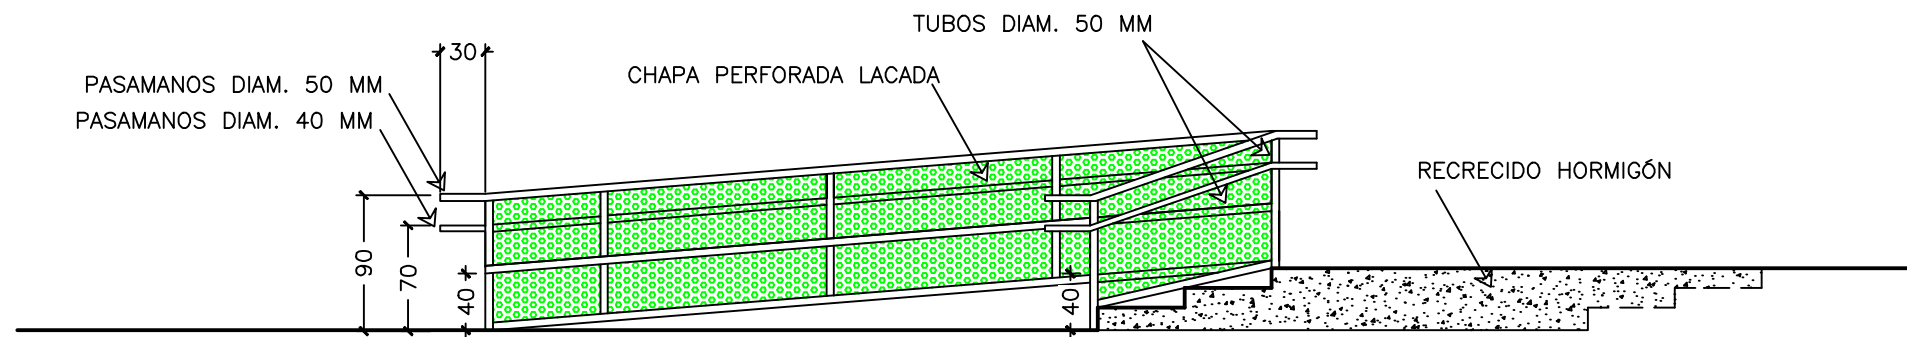 TUBOS DIAM. 50 MM
30
CHAPA PERFORADA LACADA
PASAMANOS DIAM. 50 MM
PASAMANOS DIAM. 40 MM
RECRECIDO HORMIGÓN
90
70
40
40